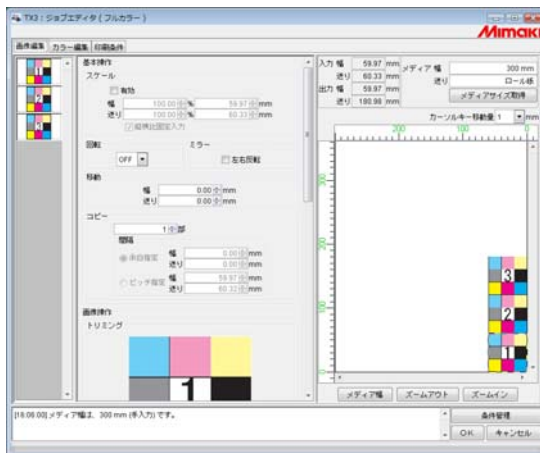 TX3 : ジョブエディタ ( フルカラー )
Mimaki
画像編集 カラー編集 印刷条件
1
2
3
基本操作
スケール
有効
幅 100.00 % 59.97 mm
送り 100.00 % 60.33 mm
縦横比固定入力
回転 ミラー
OFF 左右反転
移動
幅 0.00 mm
送り 0.00 mm
コピー
1 部
間隔
余白指定 幅 0.00 mm
送り 0.00 mm
ピッチ指定 幅 59.97 mm
送り 60.32 mm
画像操作
トリミング
1
入力 幅 59.97 mm
送り 60.33 mm
出力 幅 59.97 mm
送り 180.98 mm
メディア 幅 300 mm
送り ロール紙
メディアサイズ取得
カーソルキー移動量 1 mm
200 100 0
300
200
100
0
3
2
1
メディア幅 ズームアウト ズームイン
[16:06:00] メディア幅は、300 mm (手入力) です。
条件管理
OK キャンセル